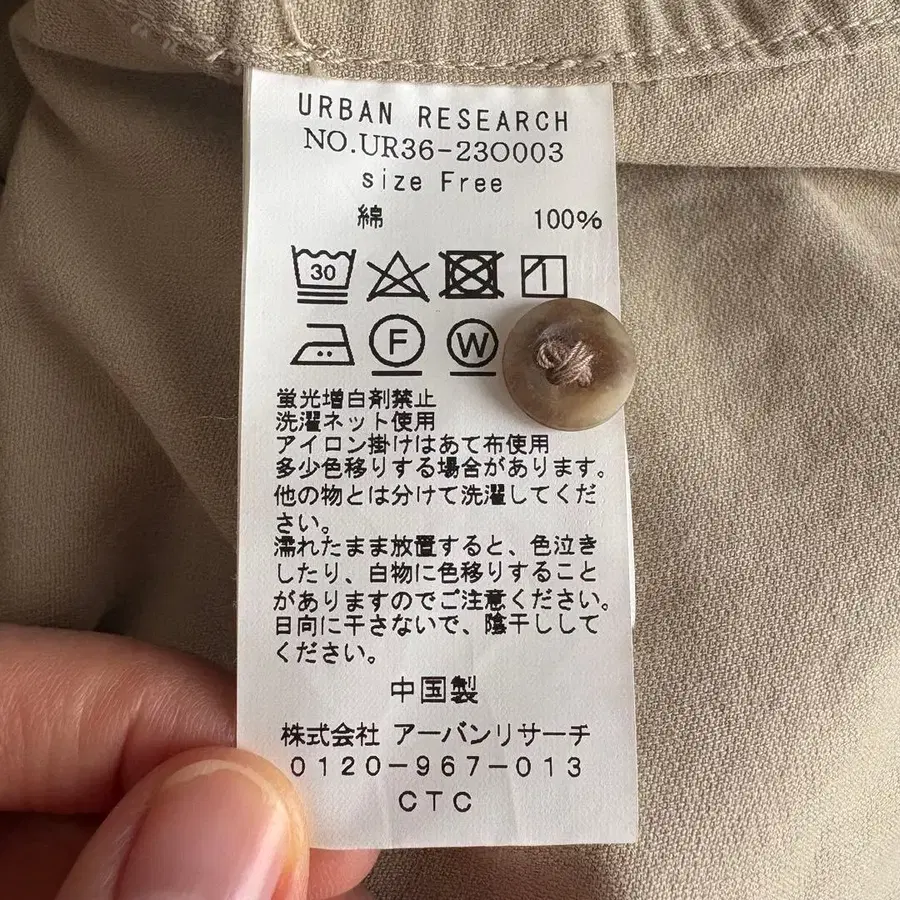 URBAN RESEARCH
NO.UR36-23O003
size Free
綿 100%
30
F W
蛍光増白剤禁止
洗濯ネット使用
アイロン掛けはあて布使用
多少色移りする場合があります。
他の物とは分けて洗濯してくだ
さい。
濡れたまま放置すると、色泣き
したり、白物に色移りすること
がありますのでご注意ください。
日向に干さないで、陰干しして
ください。
中国製
株式会社 アーバンリサーチ
0120-967-013
CTC